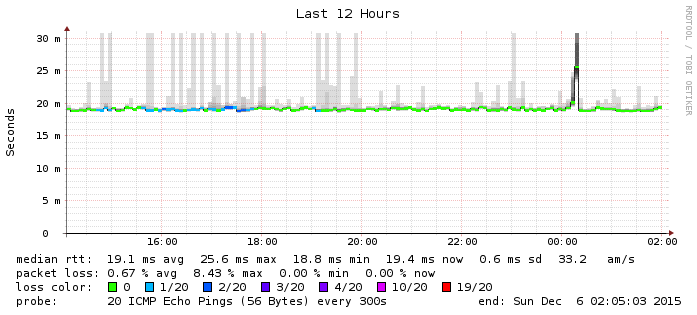 Last 12 Hours
RRDTOOL / TOBI OETIKER
Seconds
30 m
25 m
20 m
15 m
10 m
5 m
0
16:00 18:00 20:00 22:00 00:00 02:00
median rtt: 19.1 ms avg 25.6 ms max 18.8 ms min 19.4 ms now 0.6 ms sd 33.2 am/s
packet loss: 0.67 % avg 8.43 % max 0.00 % min 0.00 % now
loss color: 0 1/20 2/20 3/20 4/20 10/20 19/20
probe: 20 ICMP Echo Pings (56 Bytes) every 300s end: Sun Dec 6 02:05:03 2015